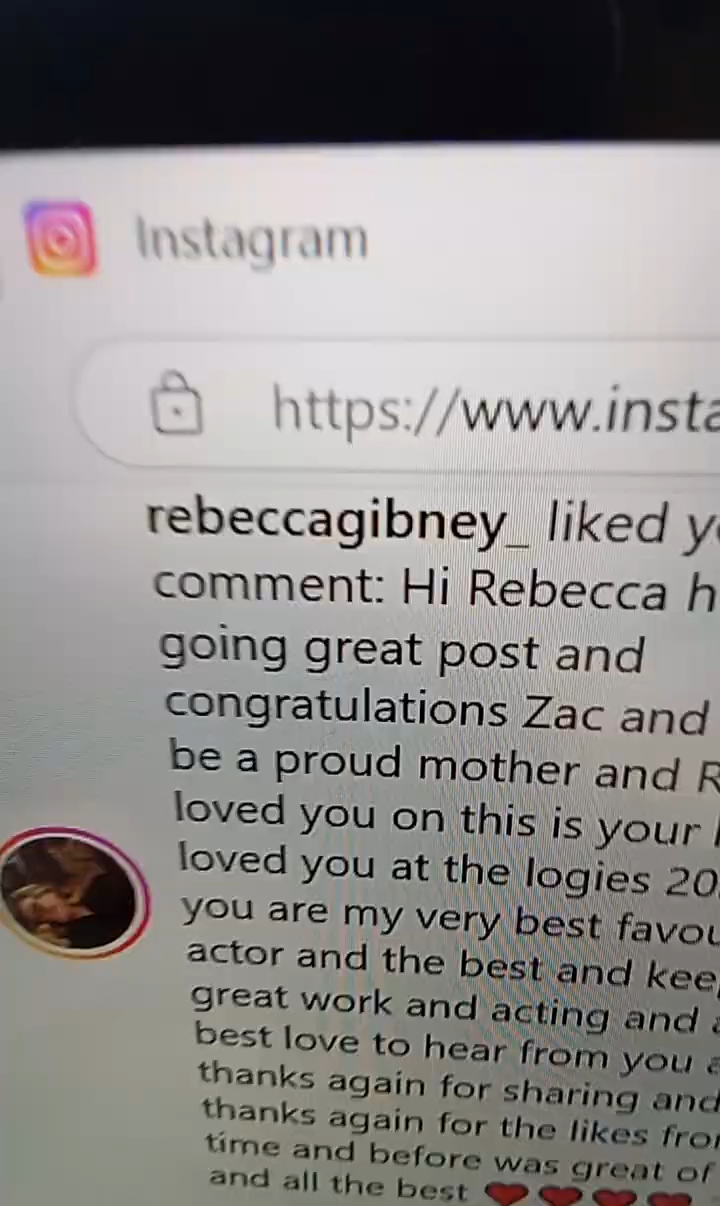 Instagram
https://www.insta
rebeccagibney_ liked y
comment: Hi Rebecca h
going great post and
congratulations Zac and
be a proud mother and R
loved you on this is your
loved you at the logies 20
you are my very best favou
actor and the best and kee
great work and acting and
best love to hear from you a
thanks again for sharing and
thanks again for the likes from
time and before was great of
and all the best ❤❤❤❤